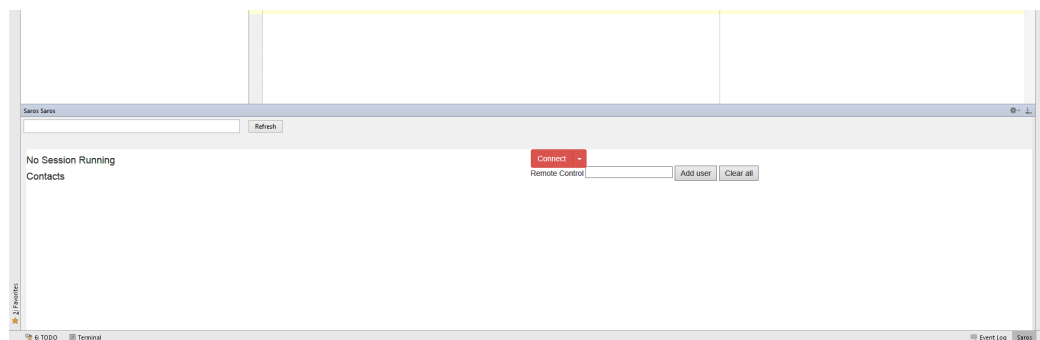 Saros Saros
Refresh
No Session Running
Connect
Contacts
Remote Control Add user Clear all
2: Favorites
6: TODO Terminal Event Log Saros